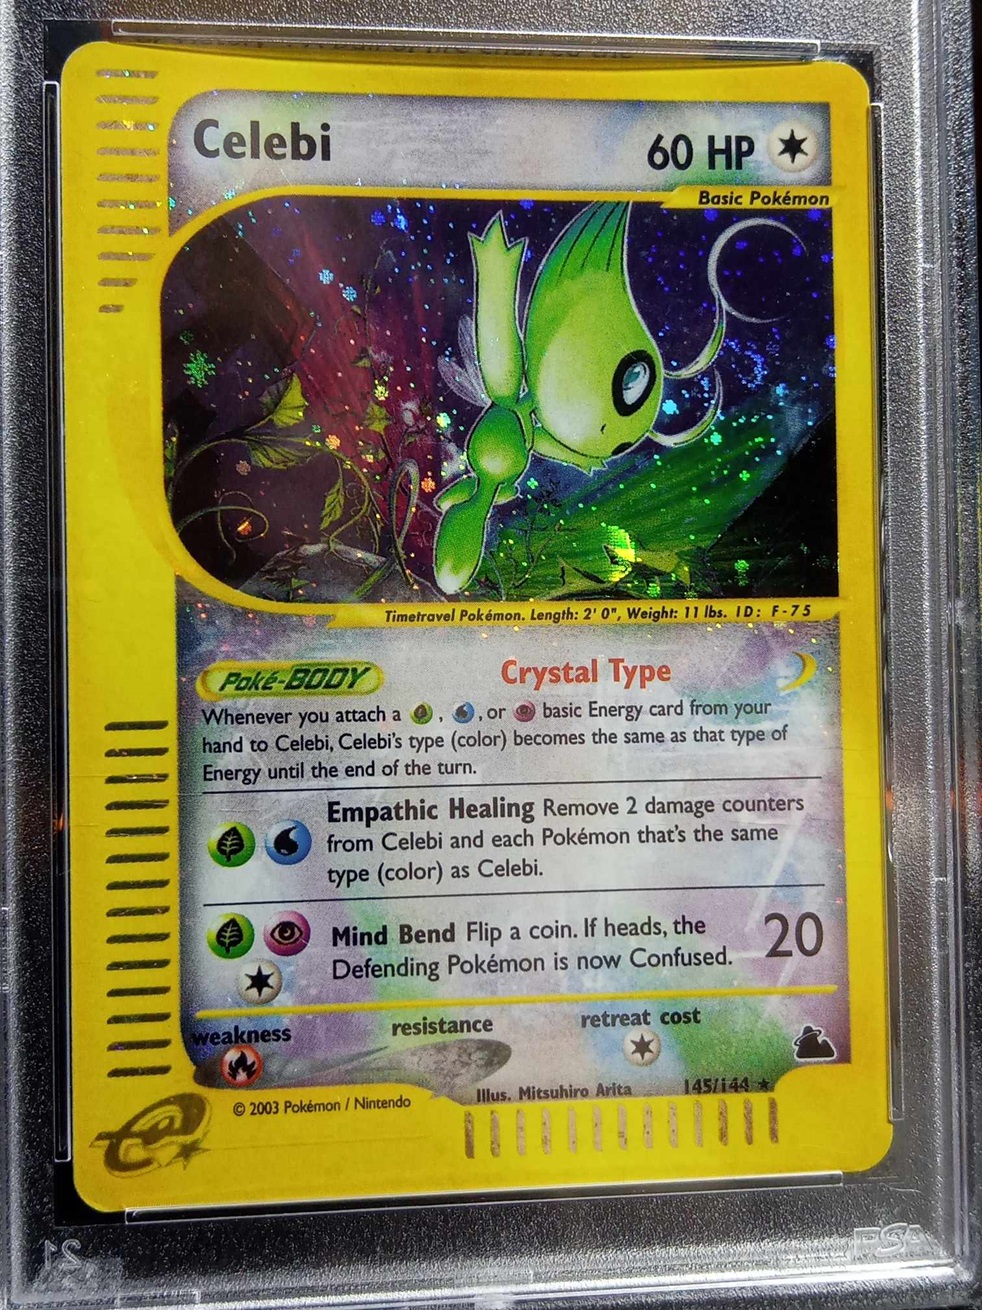 Celebi
60 HP
Basic Pokémon
Timetravel Pokémon. Length: 2' 0", Weight: 11 lbs. ID: F-75
Poké-BODY
Crystal Type
Whenever you attach a , , or basic Energy card from your
hand to Celebi, Celebi's type (color) becomes the same as that type of
Energy until the end of the turn.
Empathic Healing Remove 2 damage counters
from Celebi and each Pokémon that's the same
type (color) as Celebi.
Mind Bend Flip a coin. If heads, the
Defending Pokémon is now Confused.
20
weakness
resistance
retreat cost
Illus. Mitsuhiro Arita
145/144
© 2003 Pokémon / Nintendo
e
PSA